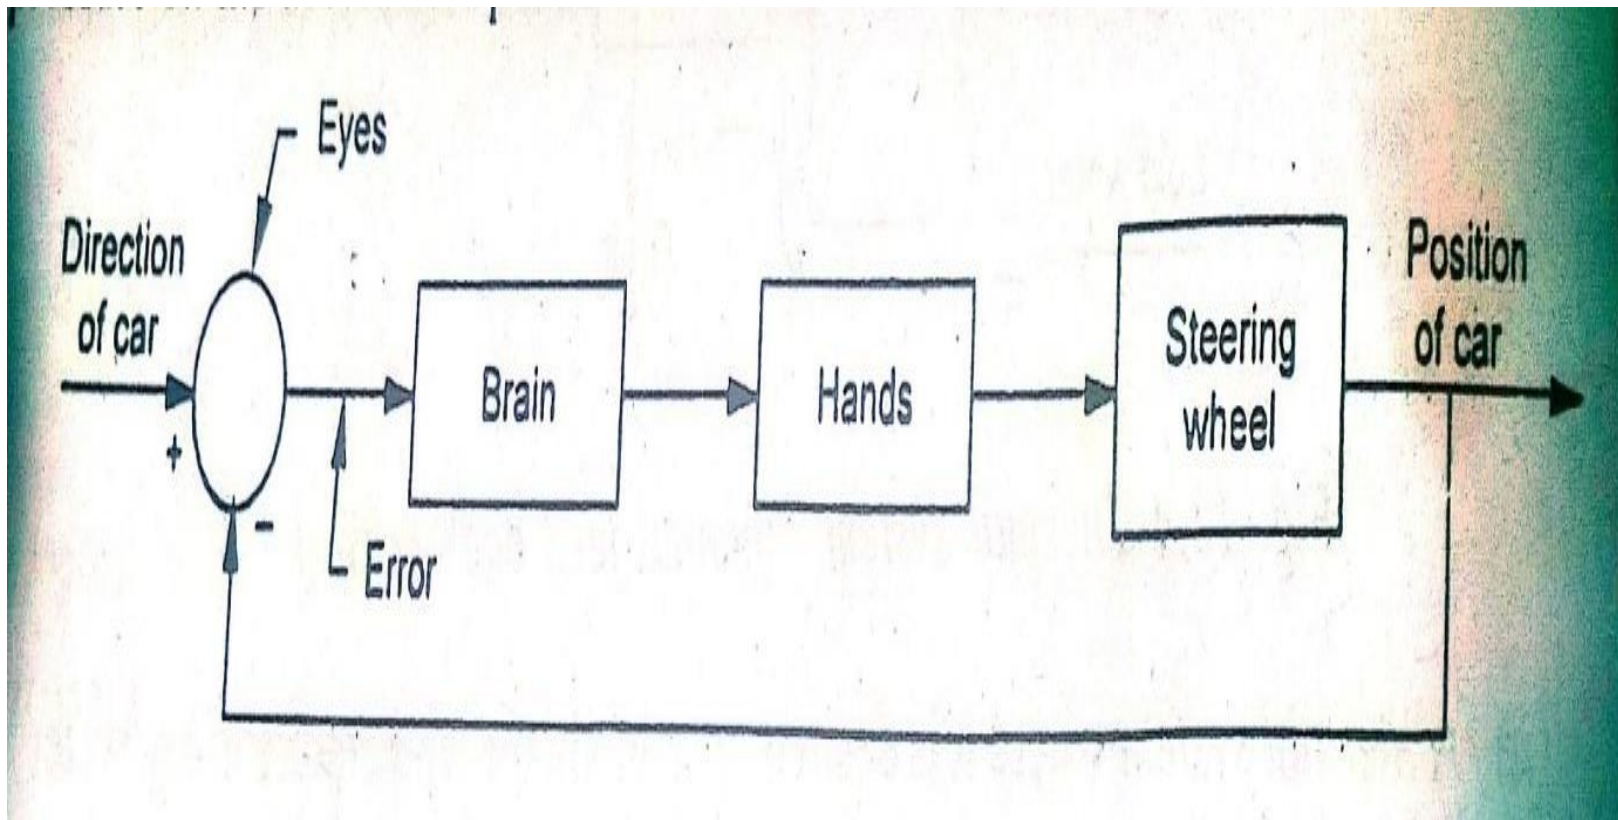 Eyes
Direction
of car
+
-
Error
Brain
Hands
Steering
wheel
Position
of car